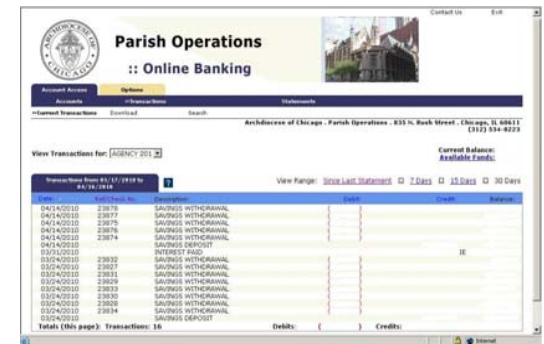 Contact Us Exit
ARCHDIOCESE OF CHICAGO
Parish Operations
:: Online Banking
Account Access Options
Accounts Transactions Statements
Current Transactions Download Search
Archdiocese of Chicago - Parish Operations - 835 N. Rush Street - Chicago, IL 60611
(312) 534-8223
Current Balance:
View Transactions for: AGENCY 201
Available Funds:
Transactions from 03/17/2010 to
04/16/2010
? View Range: Since Last Statement 7 Days 15 Days 30 Days
Date: Ref/Check No. Description: Debit: Credit: Balance:
04/14/2010 23878 SAVINGS WITHDRAWAL ( )
04/14/2010 23877 SAVINGS WITHDRAWAL ( )
04/14/2010 23875 SAVINGS WITHDRAWAL ( )
04/14/2010 23876 SAVINGS WITHDRAWAL ( )
04/14/2010 23874 SAVINGS WITHDRAWAL ( )
04/14/2010 SAVINGS DEPOSIT
03/31/2010 INTEREST PAID IE
03/24/2010 23832 SAVINGS WITHDRAWAL ( )
03/24/2010 23827 SAVINGS WITHDRAWAL ( )
03/24/2010 23831 SAVINGS WITHDRAWAL ( )
03/24/2010 23829 SAVINGS WITHDRAWAL ( )
03/24/2010 23833 SAVINGS WITHDRAWAL ( )
03/24/2010 23830 SAVINGS WITHDRAWAL ( )
03/24/2010 23828 SAVINGS WITHDRAWAL ( )
03/24/2010 23834 SAVINGS WITHDRAWAL ( )
03/24/2010 SAVINGS DEPOSIT
Totals (this page): Transactions: 16 Debits: ( ) Credits:
Internet